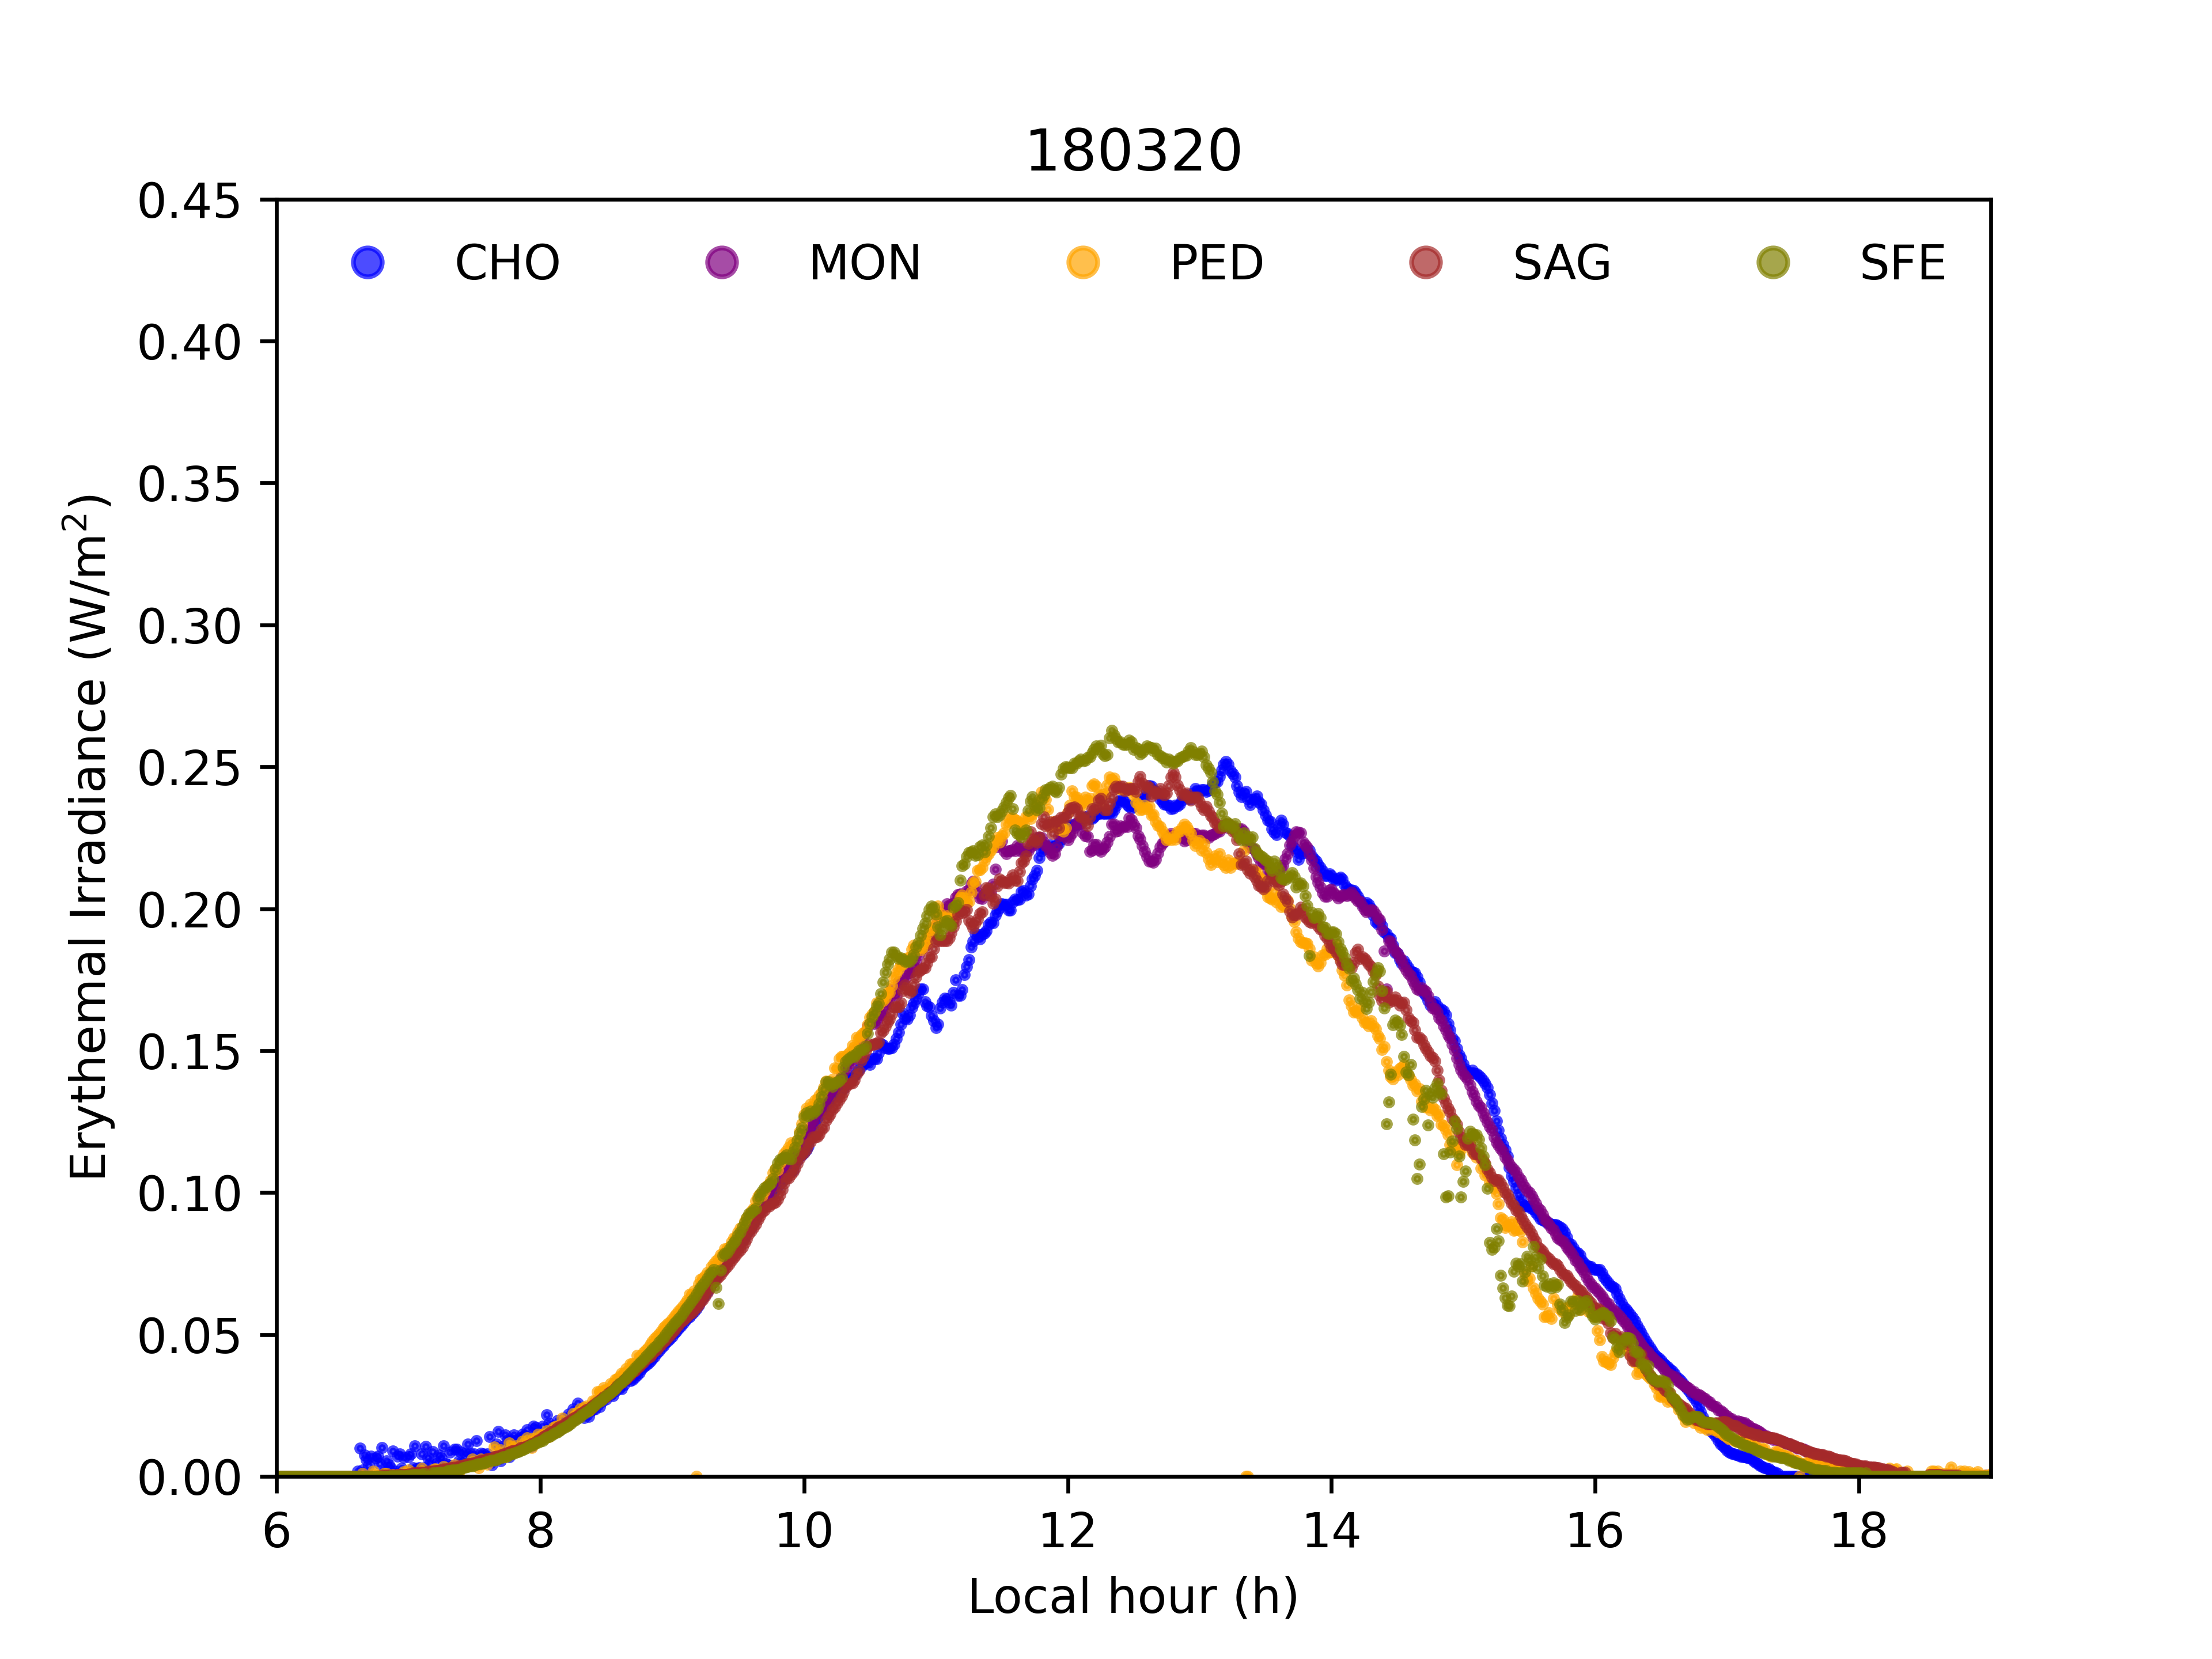 180320
0.45
CHO MON PED SAG SFE
0.40
0.35
0.30
0.25
0.20
0.15
0.10
0.05
0.00
Erythemal Irradiance (W/m²)
6 8 10 12 14 16 18
Local hour (h)